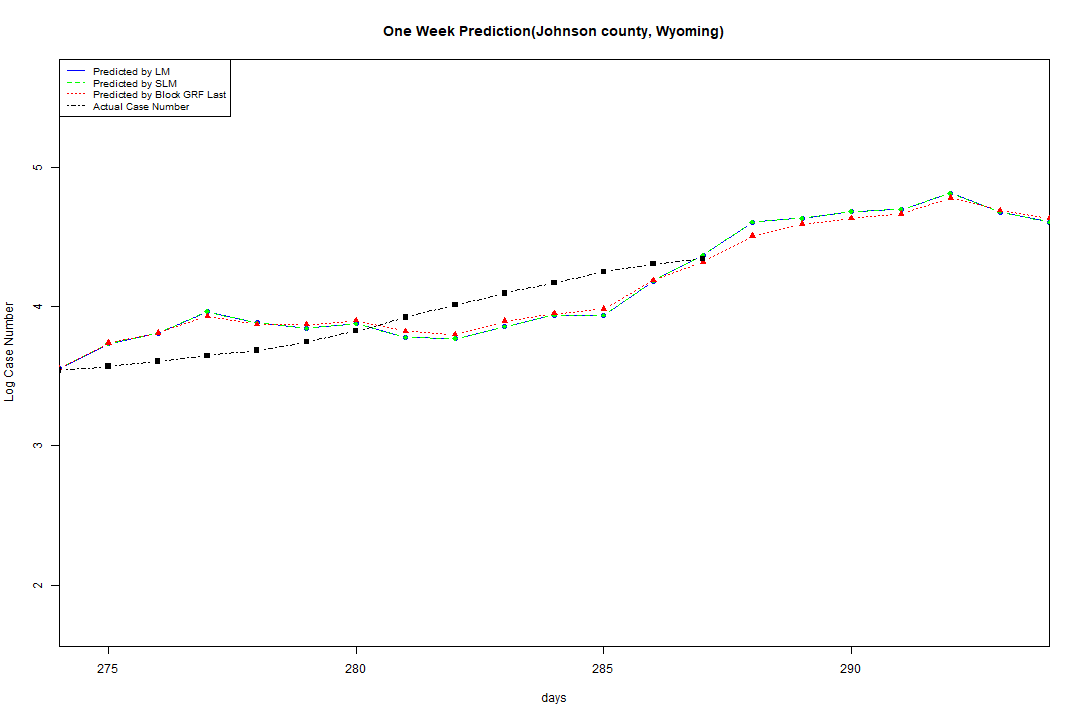 One Week Prediction(Johnson county, Wyoming)
Predicted by LM
Predicted by SLM
Predicted by Block GRF Last
Actual Case Number
5
4
3
2
Log Case Number
275 280 285 290
days